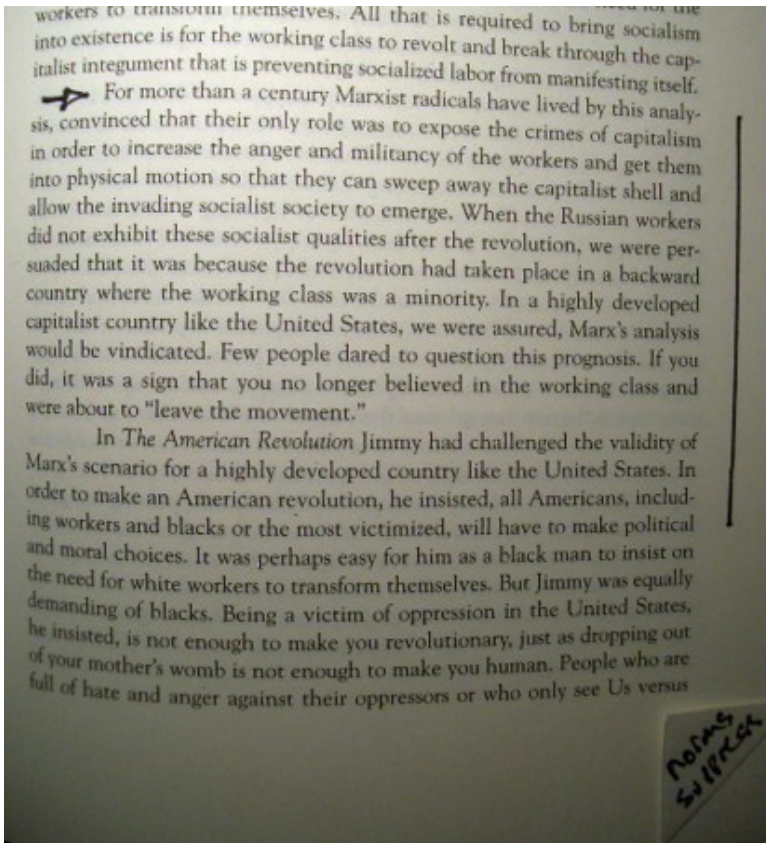 workers to transform themselves. All that is required to bring socialism
into existence is for the working class to revolt and break through the cap-
italist integument that is preventing socialized labor from manifesting itself.
For more than a century Marxist radicals have lived by this analy-
sis, convinced that their only role was to expose the crimes of capitalism
in order to increase the anger and militancy of the workers and get them
into physical motion so that they can sweep away the capitalist shell and
allow the invading socialist society to emerge. When the Russian workers
did not exhibit these socialist qualities after the revolution, we were per-
suaded that it was because the revolution had taken place in a backward
country where the working class was a minority. In a highly developed
capitalist country like the United States, we were assured, Marx's analysis
would be vindicated. Few people dared to question this prognosis. If you
did, it was a sign that you no longer believed in the working class and
were about to "leave the movement."
In The American Revolution Jimmy had challenged the validity of
Marx's scenario for a highly developed country like the United States. In
order to make an American revolution, he insisted, all Americans, includ-
ing workers and blacks or the most victimized, will have to make political
and moral choices. It was perhaps easy for him as a black man to insist on
the need for white workers to transform themselves. But Jimmy was equally
demanding of blacks. Being a victim of oppression in the United States,
he insisted, is not enough to make you revolutionary, just as dropping out
of your mother's womb is not enough to make you human. People who are
full of hate and anger against their oppressors or who only see Us versus
norms
suppress